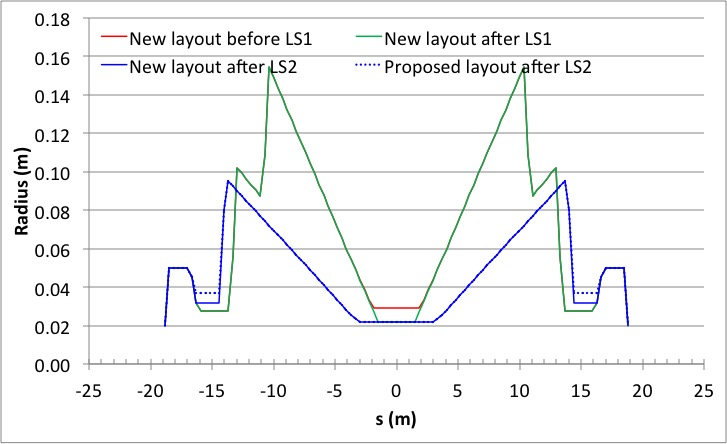 0.18
New layout before LS1
New layout after LS1
0.16
New layout after LS2
Proposed layout after LS2
0.14
0.12
0.10
0.08
0.06
0.04
0.02
0.00
Radius (m)
-25 -20 -15 -10 -5 0 5 10 15 20 25
s (m)